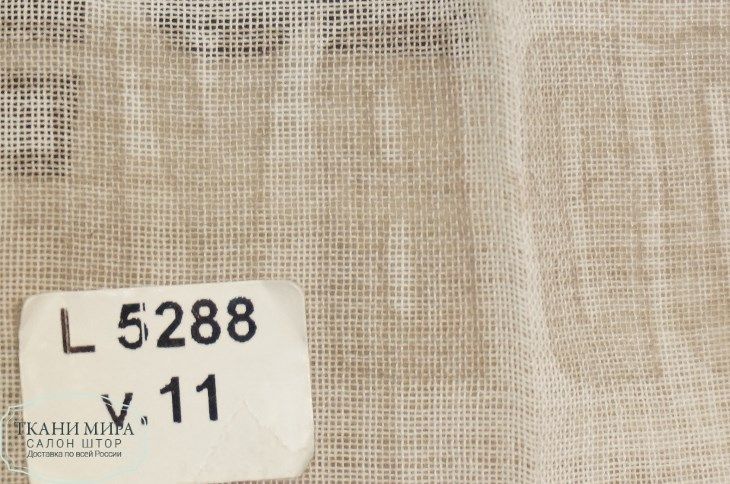 L 5288
v.11
ТКАНИ МИРА
САЛОН ШТОР
Доставка по всей России